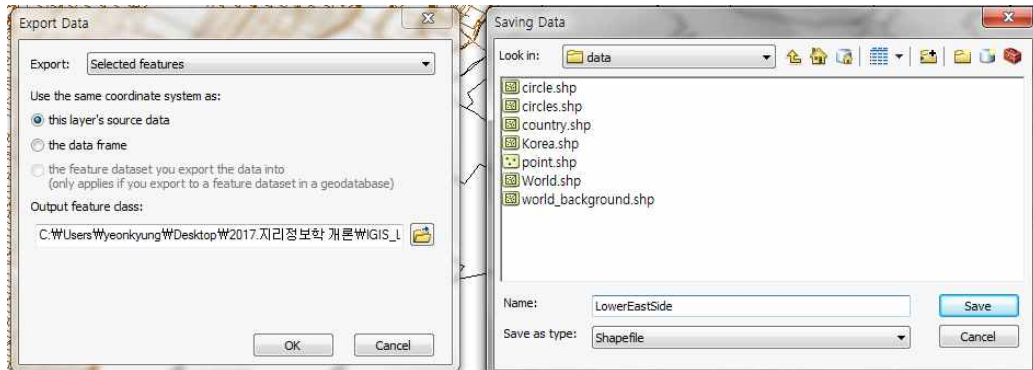 Export Data
Export: Selected features
Use the same coordinate system as:
this layer's source data
the data frame
the feature dataset you export the data into
(only applies if you export to a feature dataset in a geodatabase)
Output feature class:
C:₩Users₩yeonkyung₩Desktop₩2017.지리정보학 개론₩IGIS_L
OK Cancel
Saving Data
Look in: data
circle.shp
circles.shp
country.shp
Korea.shp
point.shp
World.shp
world_background.shp
Name: LowerEastSide Save
Save as type: Shapefile Cancel